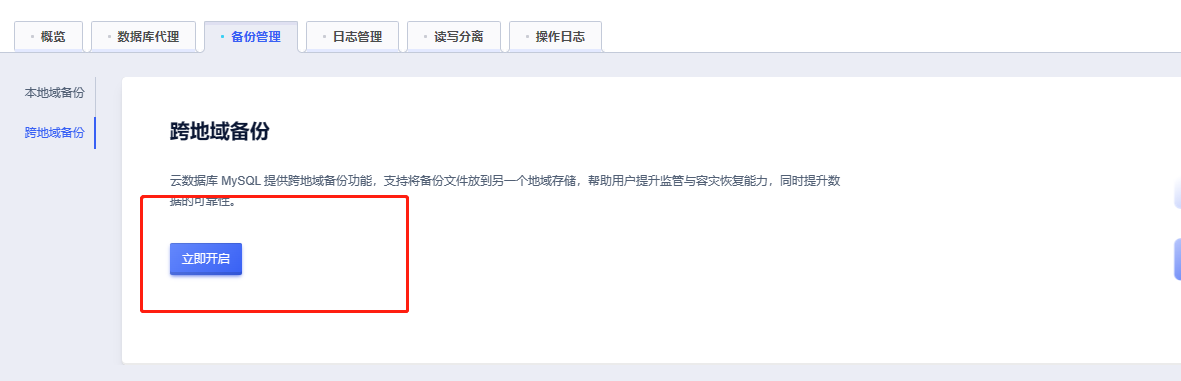 概览
数据库代理
备份管理
日志管理
读写分离
操作日志
本地域备份
跨地域备份
跨地域备份
云数据库 MySQL 提供跨地域备份功能，支持将备份文件放到另一个地域存储，帮助用户提升监管与容灾恢复能力，同时提升数
据的可靠性。
立即开启